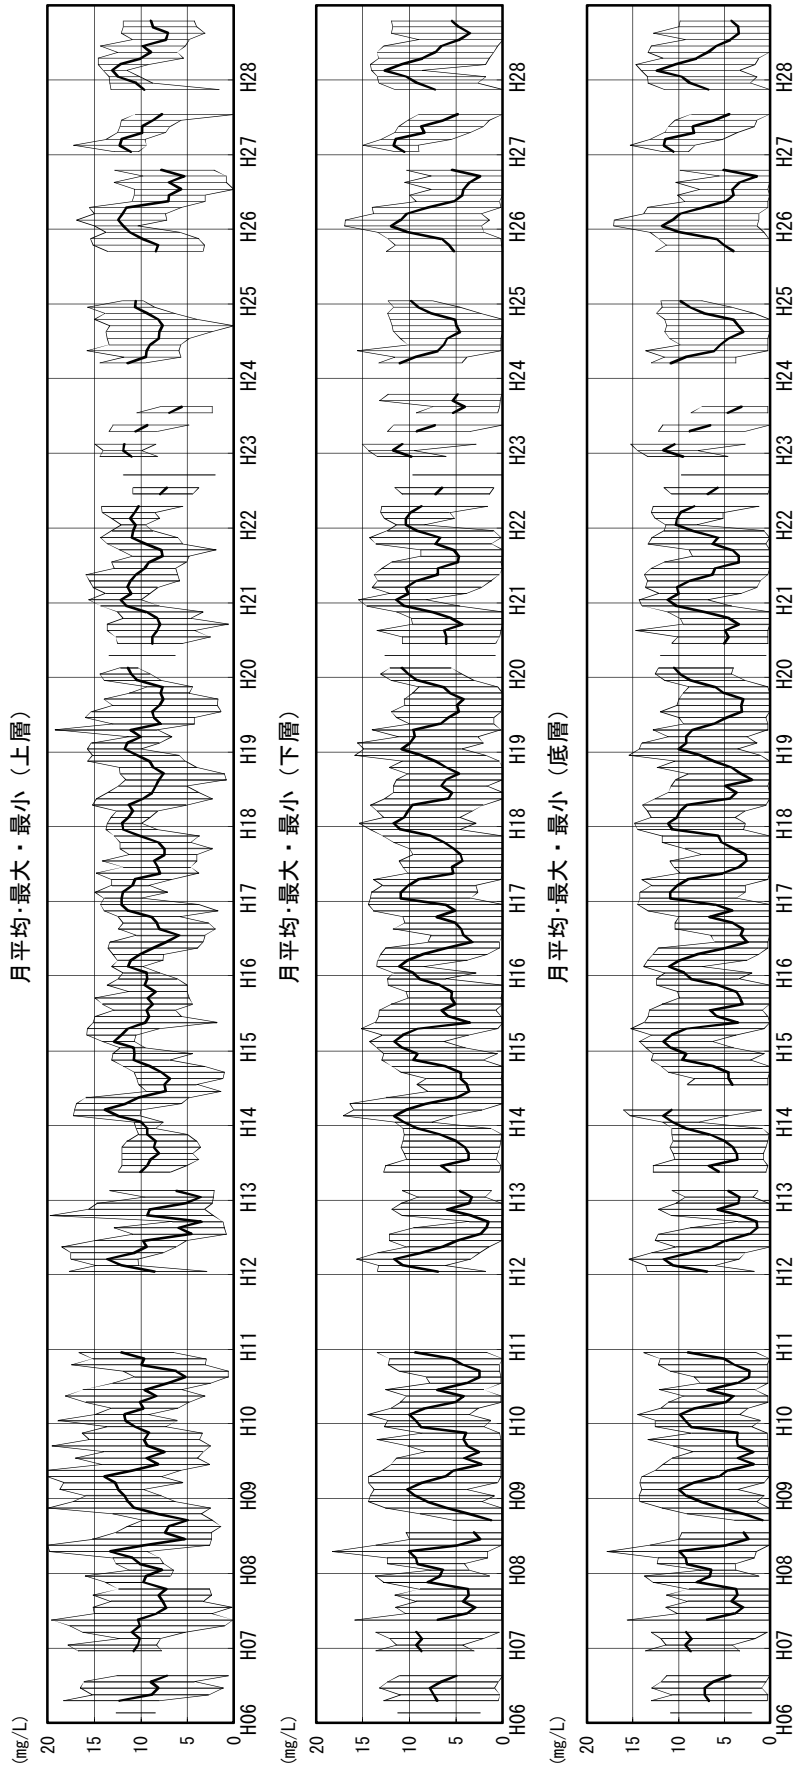 月平均・最大・最小（上層）
(mg/L)
20
15
10
5
0
H06
H07
H08
H09
H10
H11
H12
H13
H14
H15
H16
H17
H18
H19
H20
H21
H22
H23
H24
H25
H26
H27
H28
月平均・最大・最小（下層）
(mg/L)
20
15
10
5
0
H06
H07
H08
H09
H10
H11
H12
H13
H14
H15
H16
H17
H18
H19
H20
H21
H22
H23
H24
H25
H26
H27
H28
月平均・最大・最小（底層）
(mg/L)
20
15
10
5
0
H06
H07
H08
H09
H10
H11
H12
H13
H14
H15
H16
H17
H18
H19
H20
H21
H22
H23
H24
H25
H26
H27
H28